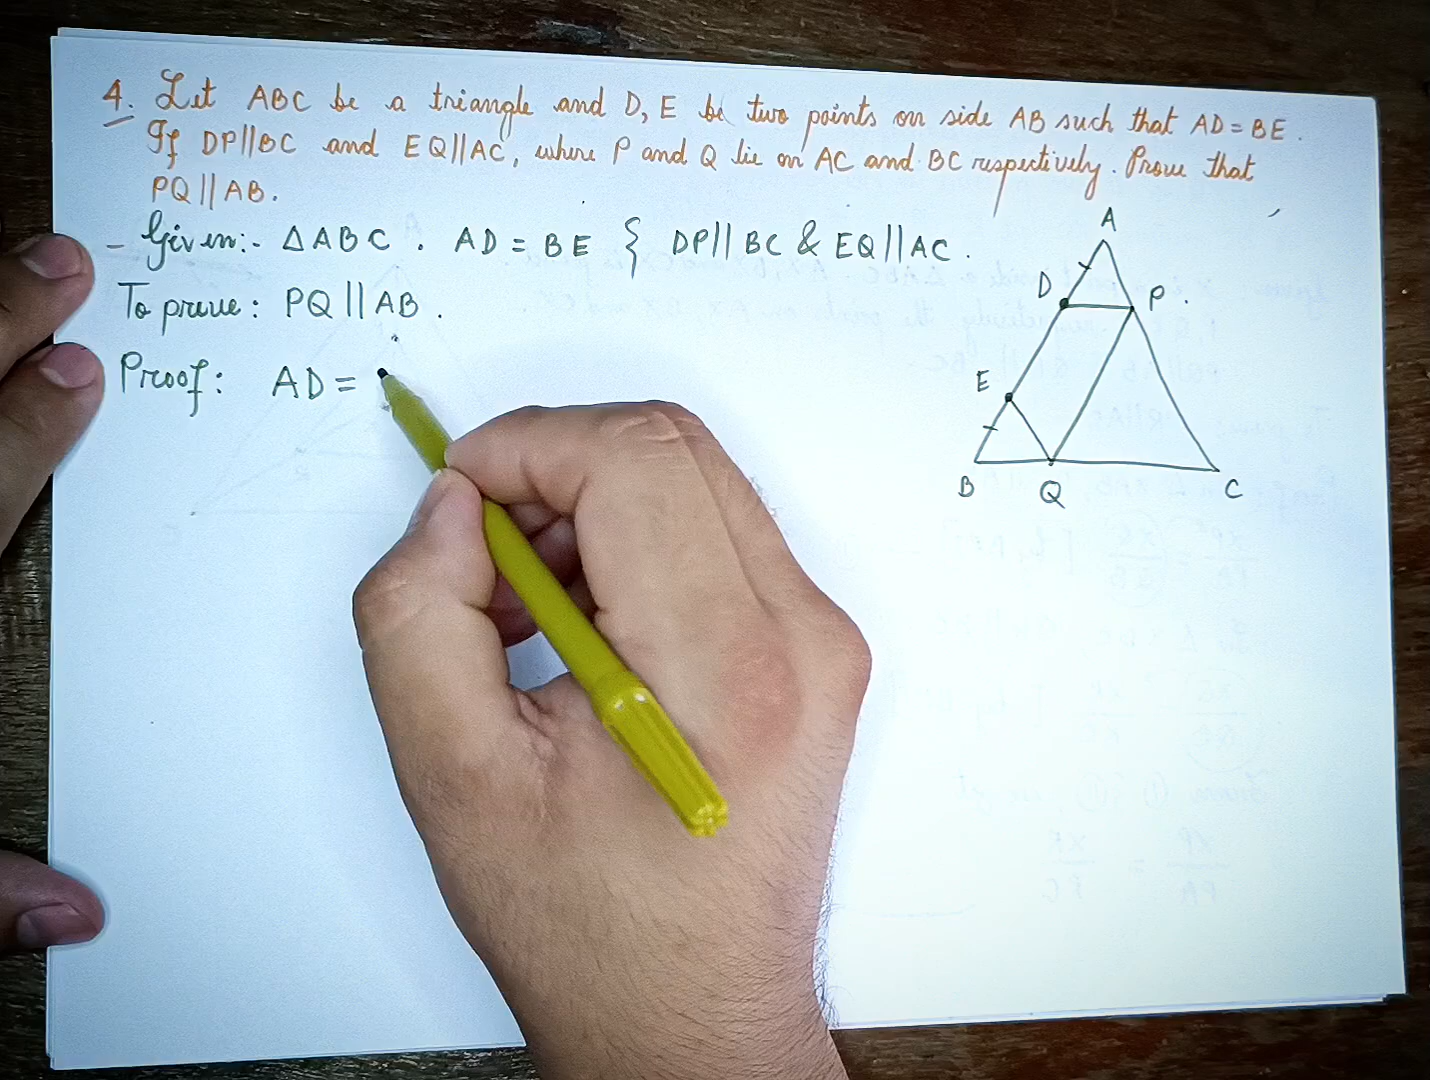 4. Let ABC be a triangle and D, E be two points on side AB such that AD = BE.
If DP||BC and EQ||AC, where P and Q lie on AC and BC respectively. Prove that
PQ || AB.
- Given:- △ABC . AD = BE { DP|| BC & EQ||AC .
To prove: PQ || AB .
Proof: AD =
A
D
P .
E
B
Q
C